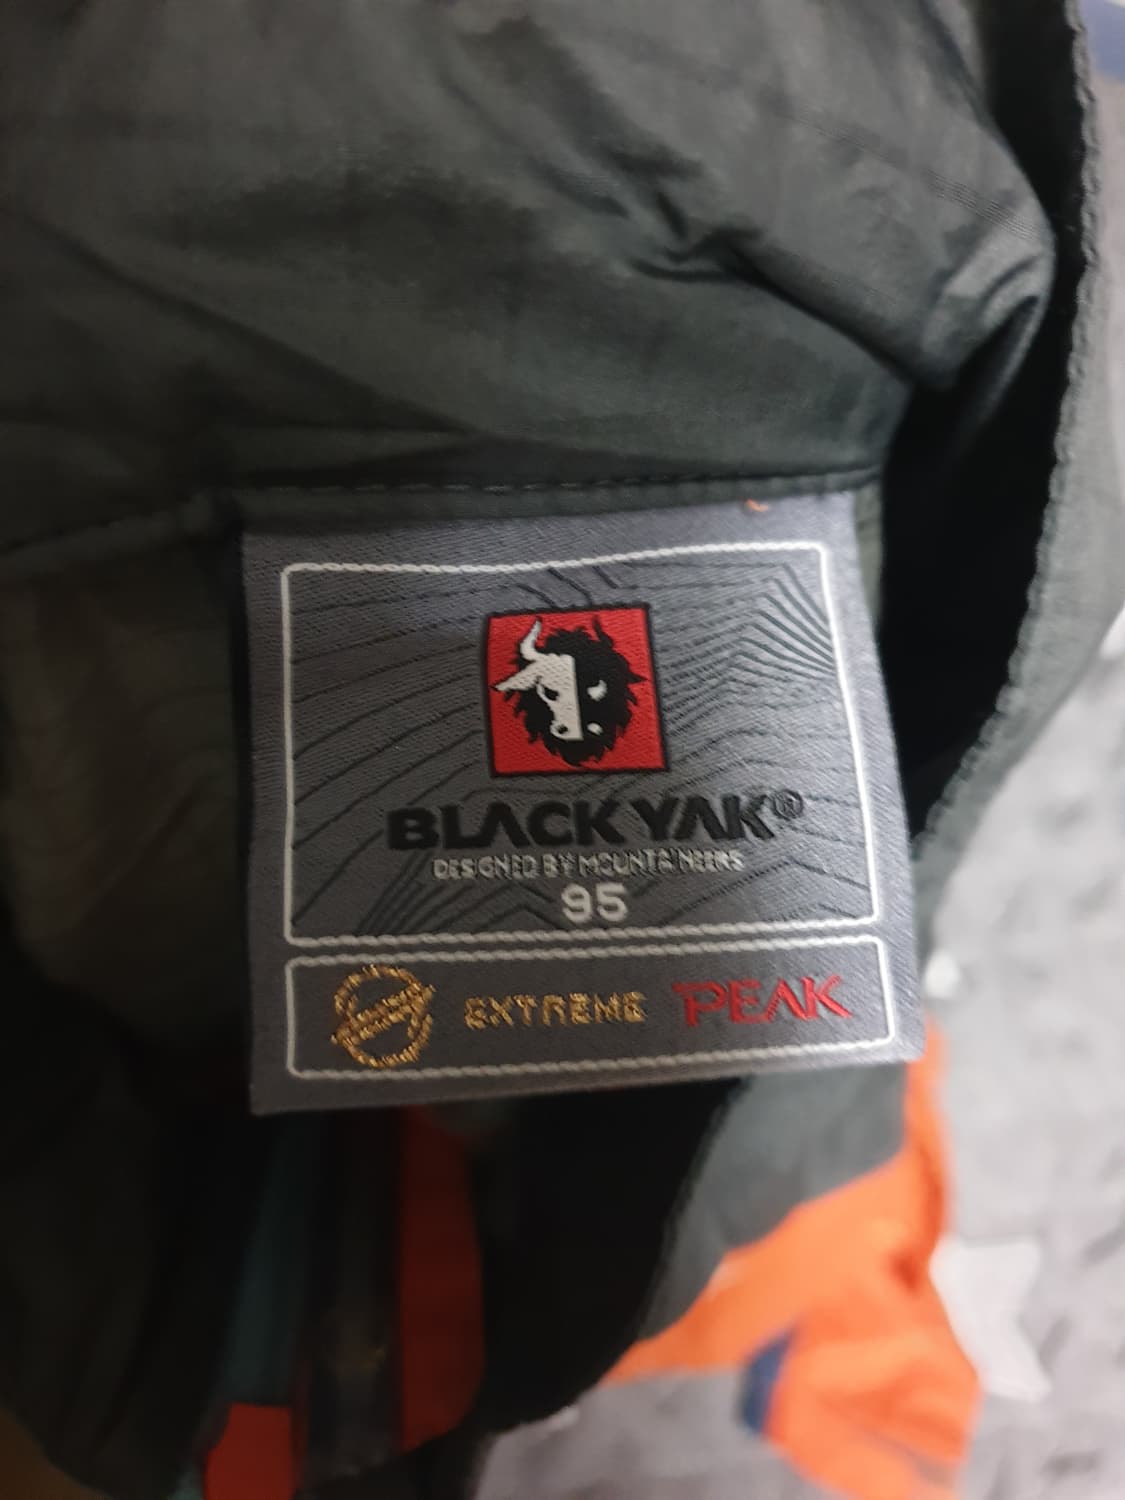 BLACK YAK®
DESIGNED BY MOUNTAINEERS
95
EXTREME PEAK